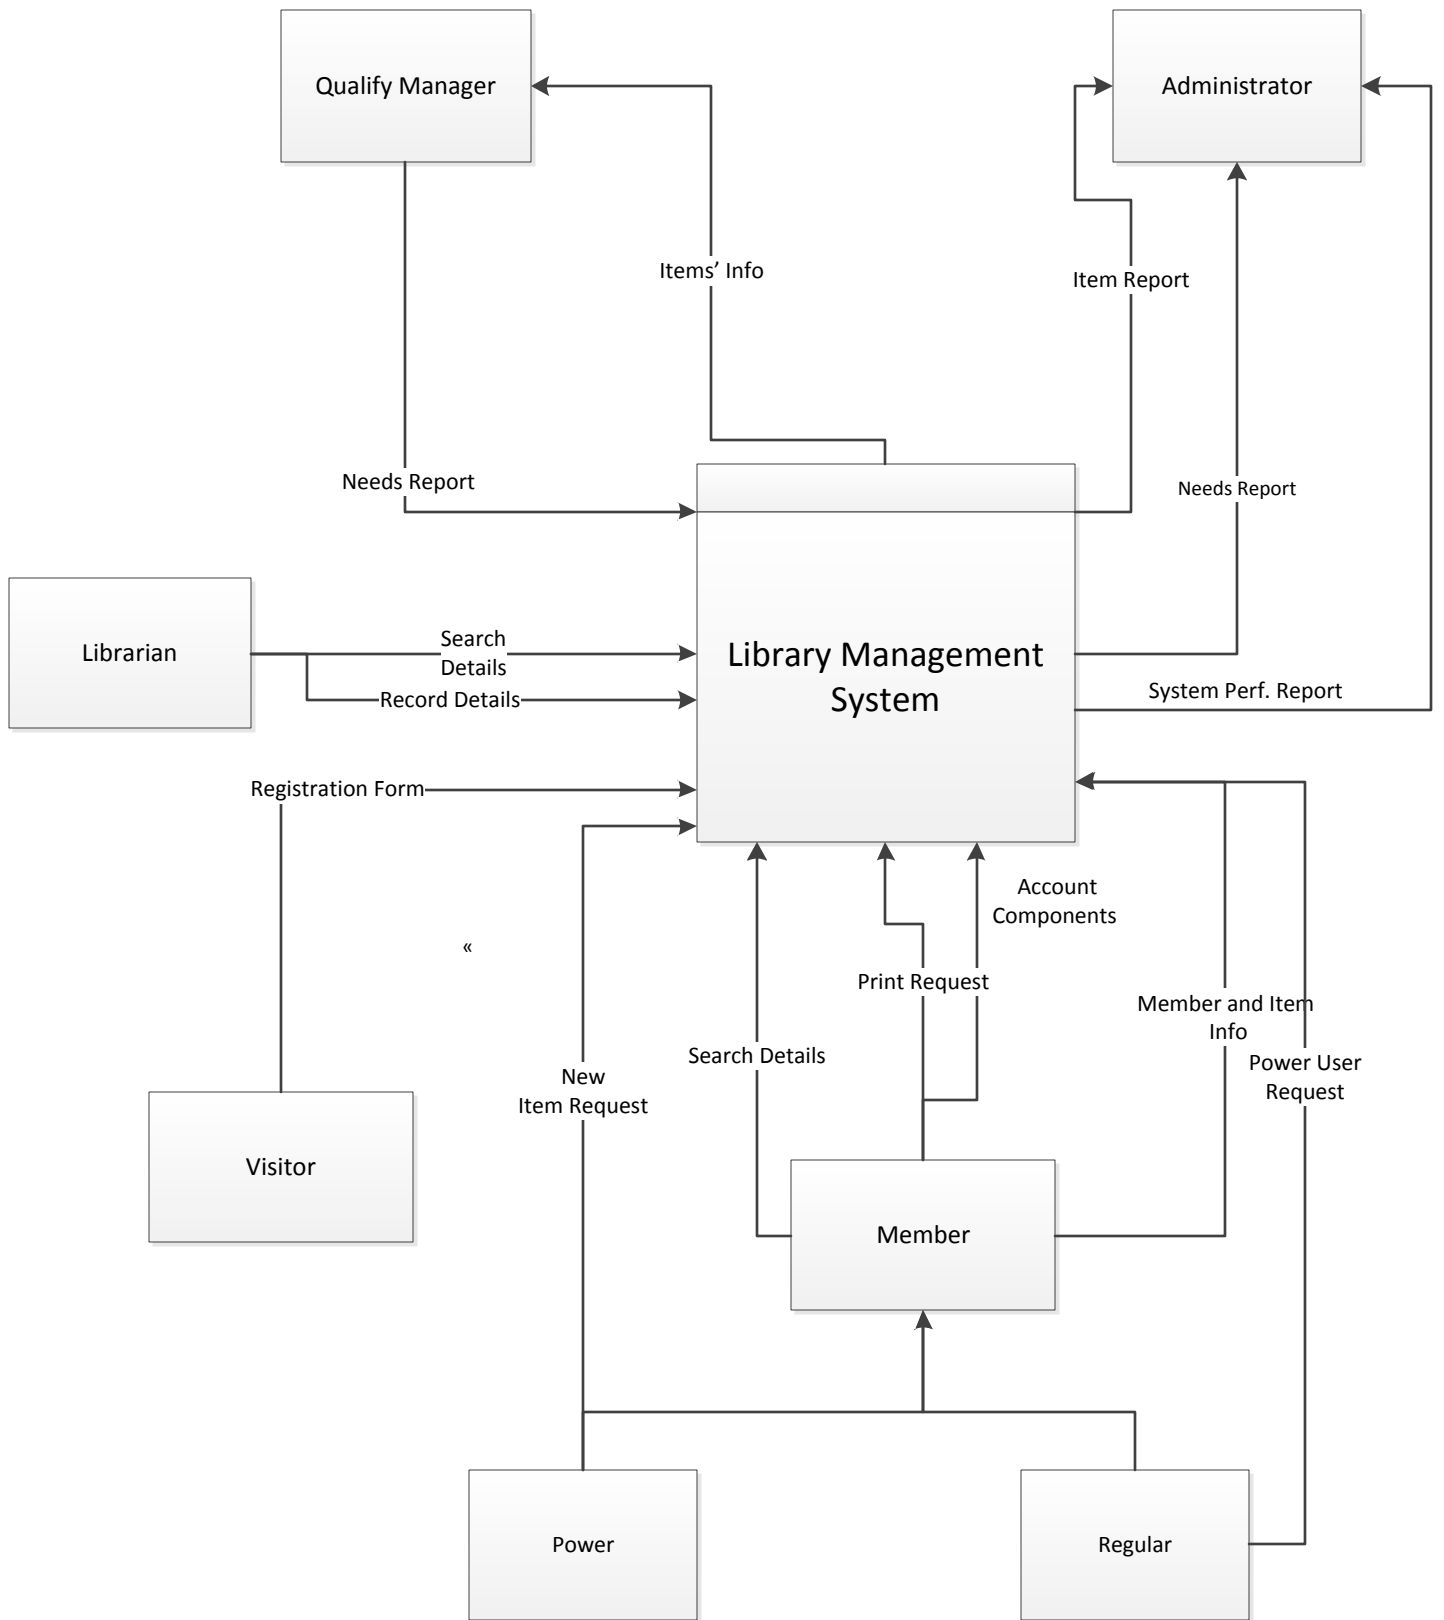 Qualify Manager
Administrator
Items’ Info
Item Report
Needs Report
Needs Report
Librarian
Search
Details
Record Details
Library Management
System
System Perf. Report
Registration Form
Account
Components
«
Print Request
Member and Item
Info
Search Details
Power User
Request
New
Item Request
Visitor
Member
Power
Regular